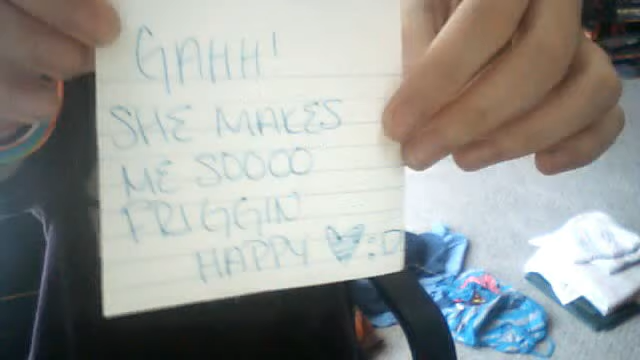 GAHH!
SHE MAKES
ME SOOOO
FRIGGIN
HAPPY ♥:D